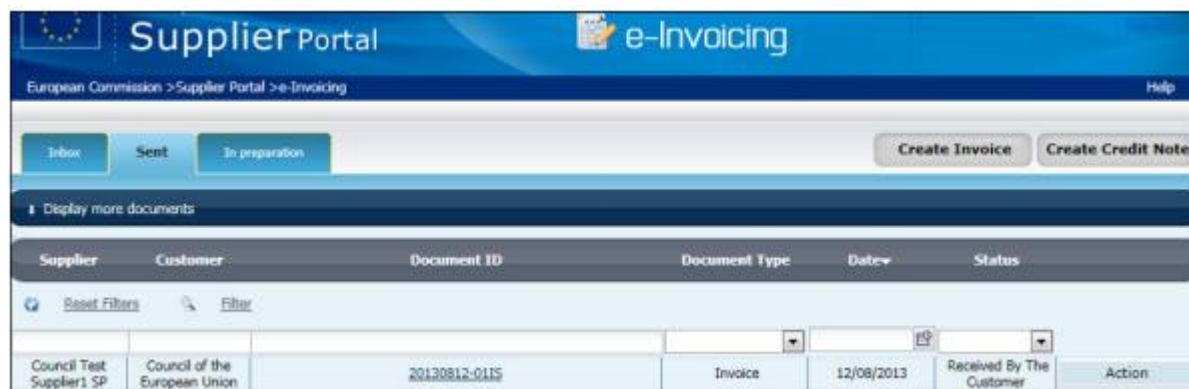 Supplier Portal e-Invoicing
European Commission >Supplier Portal >e-Invoicing Help
Inbox Sent In preparation Create Invoice Create Credit Note
Display more documents
Supplier Customer Document ID Document Type Date Status
Reset Filters Filter
Council Test Council of the 20130812-01IS Invoice 12/08/2013 Received By The Action
Supplier1 SP European Union Customer